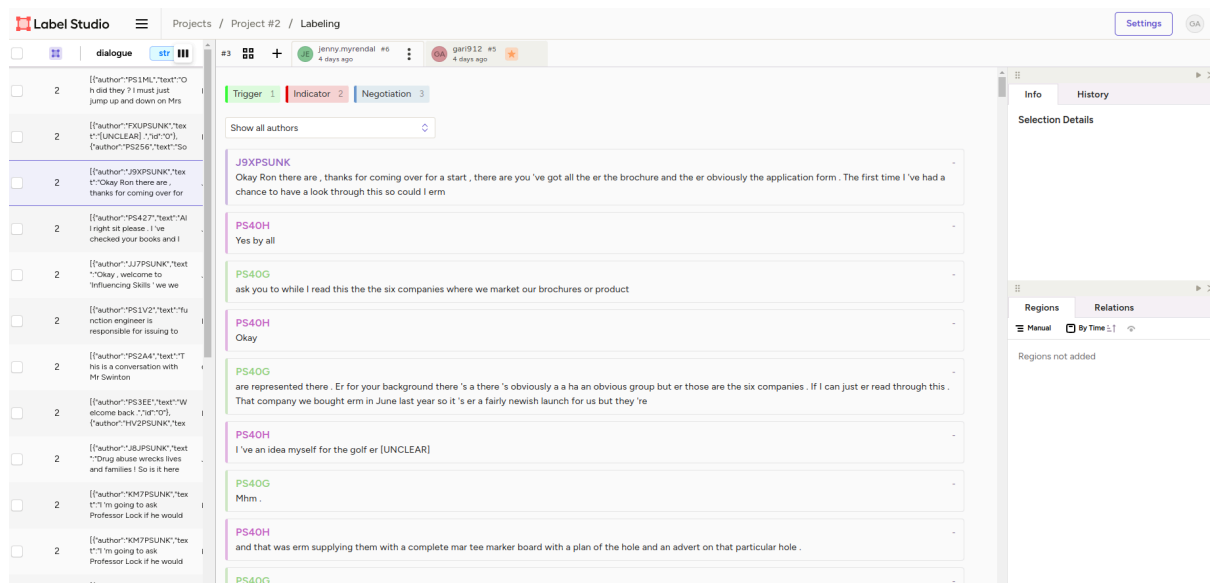 Label Studio
Projects / Project #2 / Labeling
Settings
GA
dialogue
str
#3
JE
jenny.myrendal #6
4 days ago
GA
gari912 #5
4 days ago
2
[{"author":"PS1ML","text":"O
h did they ? I must just
jump up and down on Mrs
2
[{"author":"FXUPSUNK","tex
t":"[UNCLEAR] .","id":"0"},
{"author":"PS256","text":"So
2
[{"author":"J9XPSUNK","tex
t":"Okay Ron there are ,
thanks for coming over for
2
[{"author":"PS427","text":"Al
l right sit please . I 've
checked your books and I
2
[{"author":"JJ7PSUNK","text
":"Okay , welcome to
'Influencing Skills ' we we
2
[{"author":"PS1V2","text":"fu
nction engineer is
responsible for issuing to
2
[{"author":"PS2A4","text":"T
his is a conversation with
Mr Swinton
2
[{"author":"PS3EE","text":"W
elcome back .","id":"0"},
{"author":"HV2PSUNK","tex
2
[{"author":"J8JPSUNK","text
":"Drug abuse wrecks lives
and families ! So is it here
2
[{"author":"KM7PSUNK","tex
t":"I 'm going to ask
Professor Lock if he would
2
[{"author":"KM7PSUNK","tex
t":"I 'm going to ask
Professor Lock if he would
Trigger 1
Indicator 2
Negotiation 3
Show all authors
J9XPSUNK
Okay Ron there are , thanks for coming over for a start , there are you 've got all the er the brochure and the er obviously the application form . The first time I 've had a
chance to have a look through this so could I erm
PS40H
Yes by all
PS40G
ask you to while I read this the the six companies where we market our brochures or product
PS40H
Okay
PS40G
are represented there . Er for your background there 's a there 's obviously a a ha an obvious group but er those are the six companies . If I can just er read through this .
That company we bought erm in June last year so it 's er a fairly newish launch for us but they 're
PS40H
I 've an idea myself for the golf er [UNCLEAR]
PS40G
Mhm .
PS40H
and that was erm supplying them with a complete mar tee marker board with a plan of the hole and an advert on that particular hole .
PS40G
Info
History
Selection Details
Regions
Relations
Manual
By Time
Regions not added